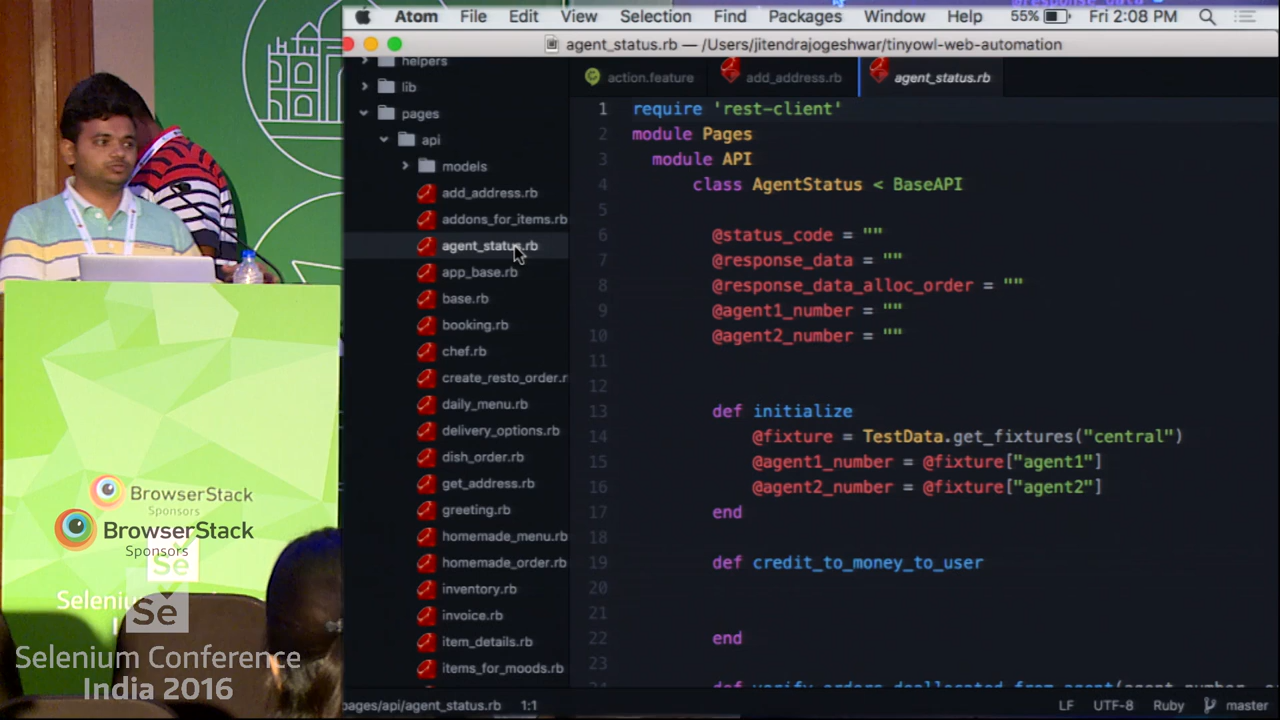 Atom File Edit View Selection Find Packages Window Help 55% Fri 2:08 PM
agent_status.rb — /Users/jitendrajogeshwar/tinyowl-web-automation
helpers
lib
pages
api
models
add_address.rb
addons_for_items.rb
agent_status.rb
app_base.rb
base.rb
booking.rb
chef.rb
create_resto_order.r
daily_menu.rb
delivery_options.rb
dish_order.rb
get_address.rb
greeting.rb
homemade_menu.rb
homemade_order.rb
inventory.rb
invoice.rb
item_details.rb
items_for_moods.rb
action.feature add_address.rb agent_status.rb
1 require 'rest-client'
2 module Pages
3 module API
4 class AgentStatus < BaseAPI
5
6 @status_code = ""
7 @response_data = ""
8 @response_data_alloc_order = ""
9 @agent1_number = ""
10 @agent2_number = ""
11
12
13 def initialize
14 @fixture = TestData.get_fixtures("central")
15 @agent1_number = @fixture["agent1"]
16 @agent2_number = @fixture["agent2"]
17 end
18
19 def credit_to_money_to_user
20
21
22 end
23
def verify_orders_deallocated_from_agent(agent_number,
pages/api/agent_status.rb 1:1 LF UTF-8 Ruby master
BrowserStack
Sponsors
BrowserStack
Sponsors
Se
Selenium
Se
Selenium Conference
India 2016